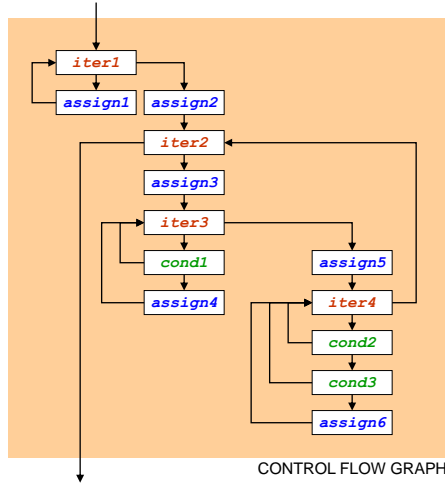 iter1
assign1
assign2
iter2
assign3
iter3
cond1
assign4
assign5
iter4
cond2
cond3
assign6
CONTROL FLOW GRAPH